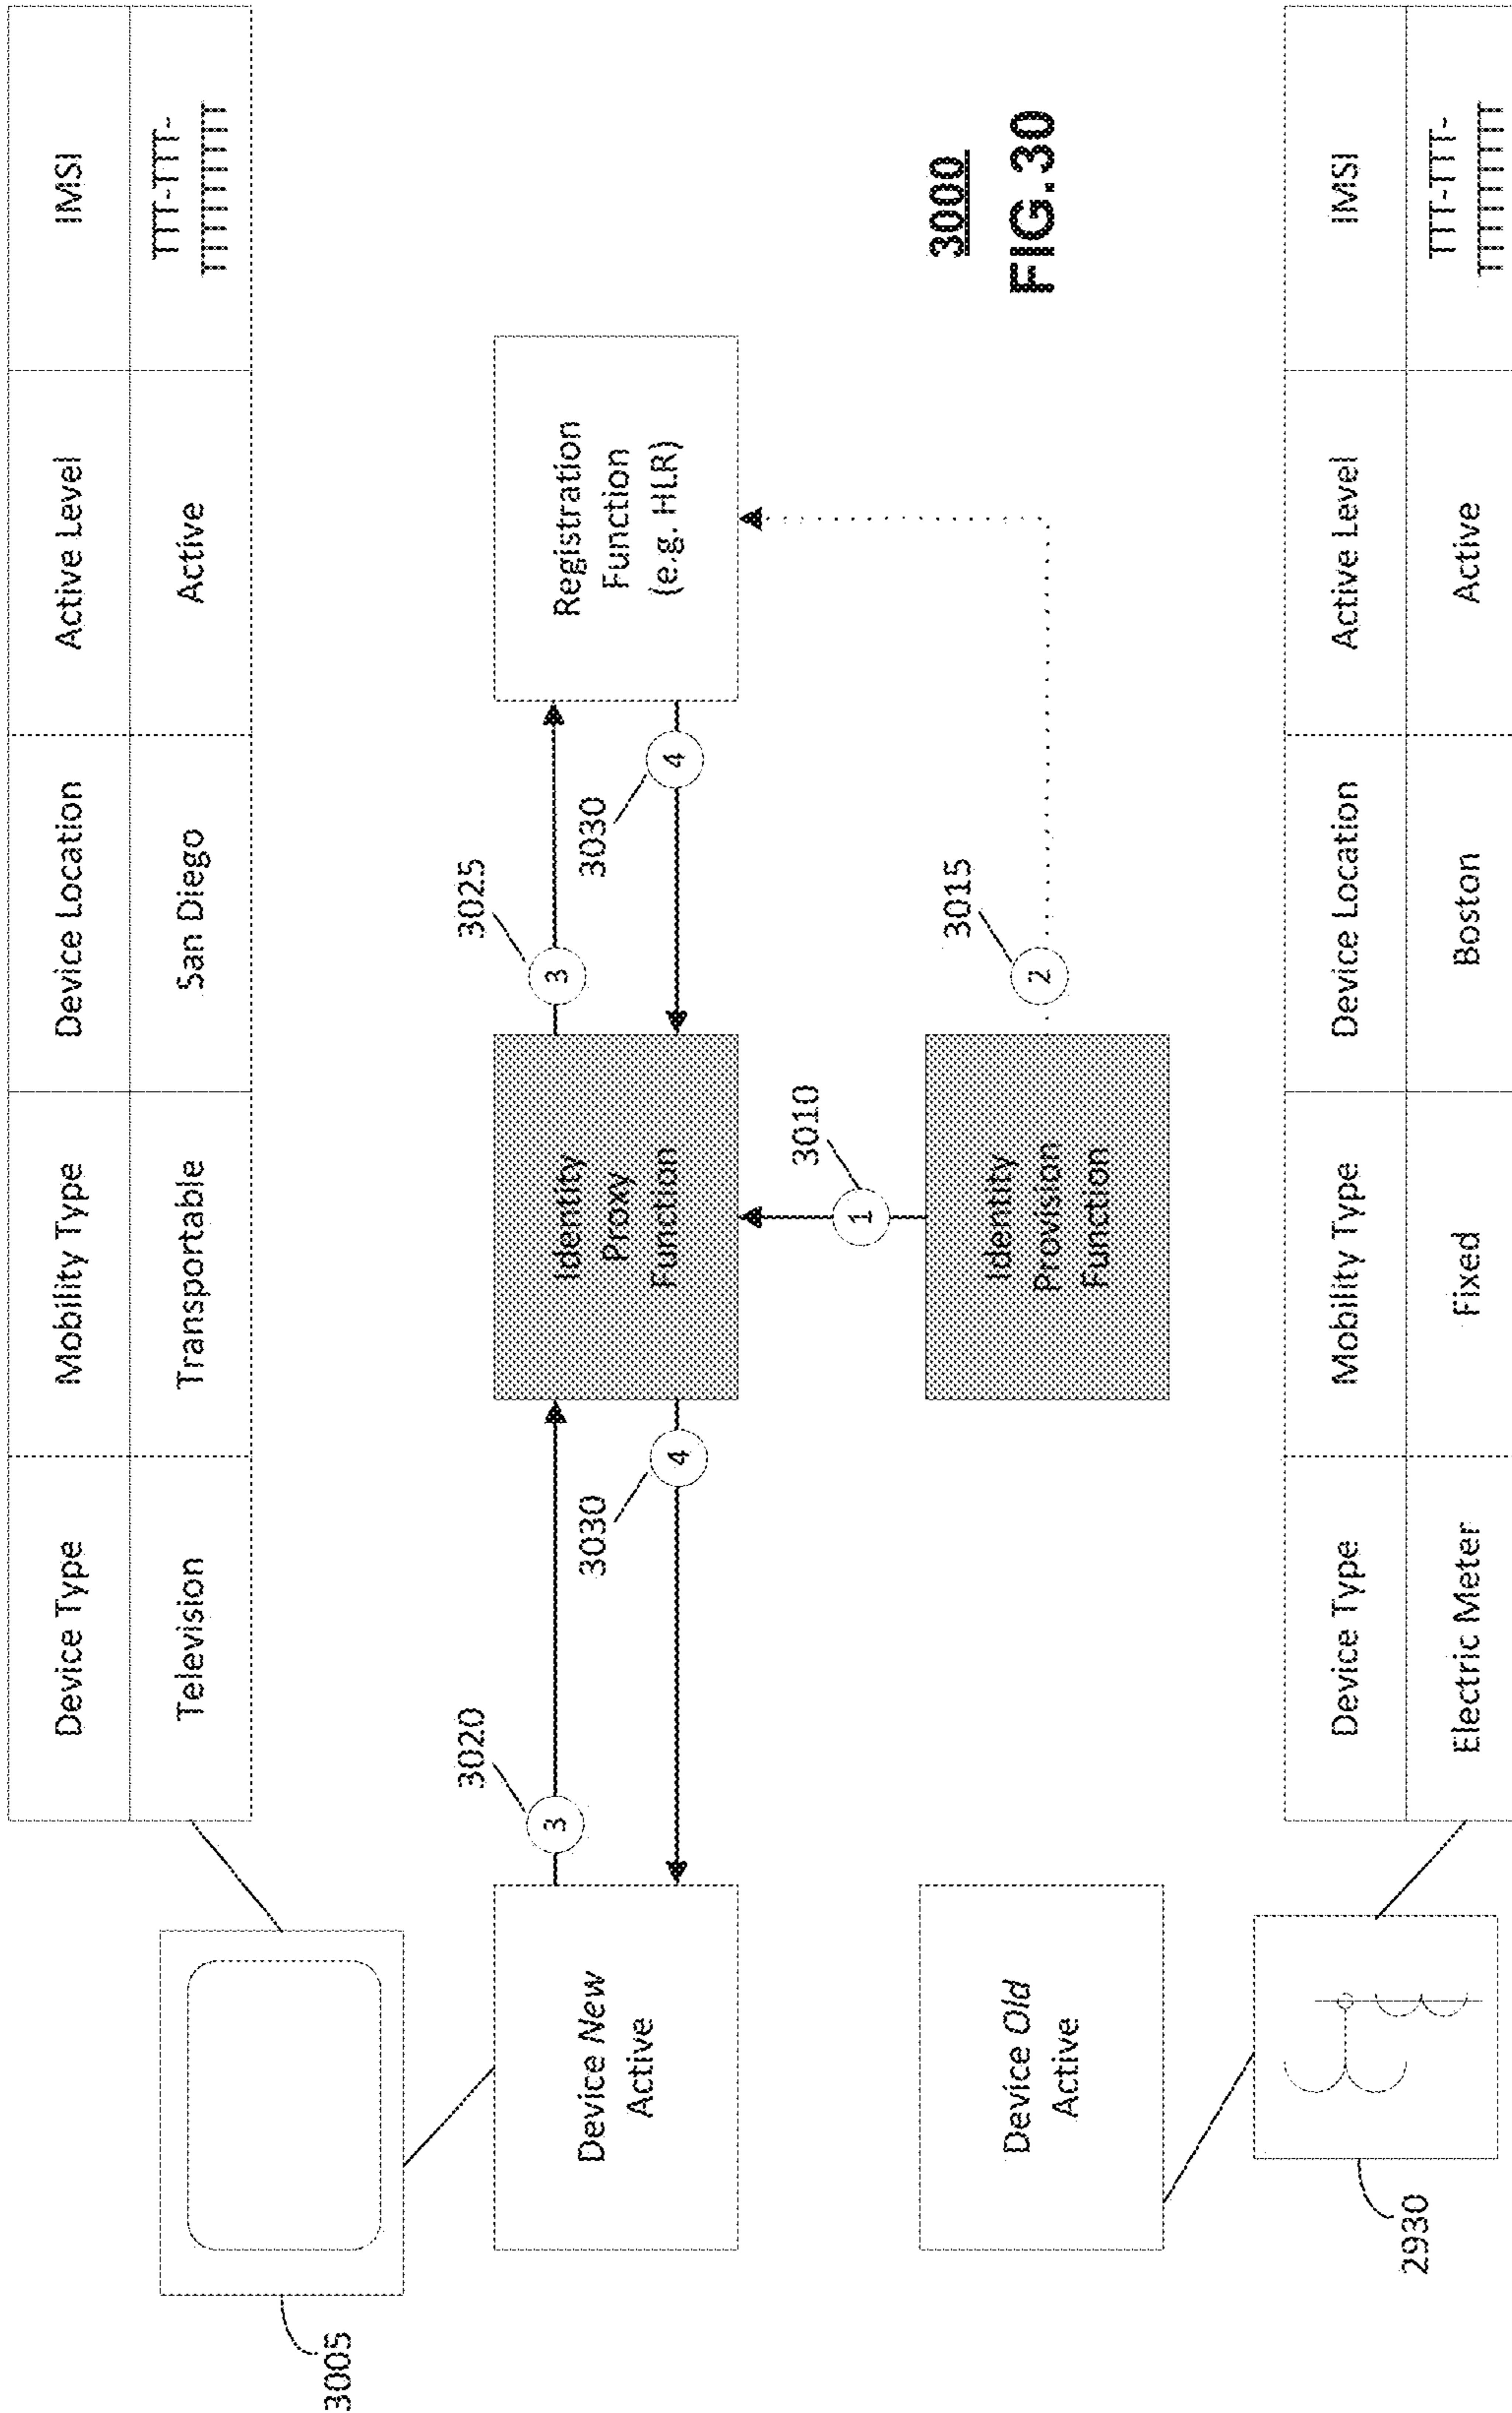 Device Type
Mobility Type
Device Location
Active Level
IMSI
Television
Transportable
San Diego
Active
TTT-TTT-
TTTTTTTTT
3005
Device New
Active
3020
3
3030
4
Identity
Proxy
Function
3025
3
3030
4
Registration
Function
(e.g. HLR)
3010
1
Device Old
Active
Identity
Provision
Function
3015
2
3000
FIG.30
2930
Device Type
Mobility Type
Device Location
Active Level
IMSI
Electric Meter
Fixed
Boston
Active
TTT-TTT-
TTTTTTTTT